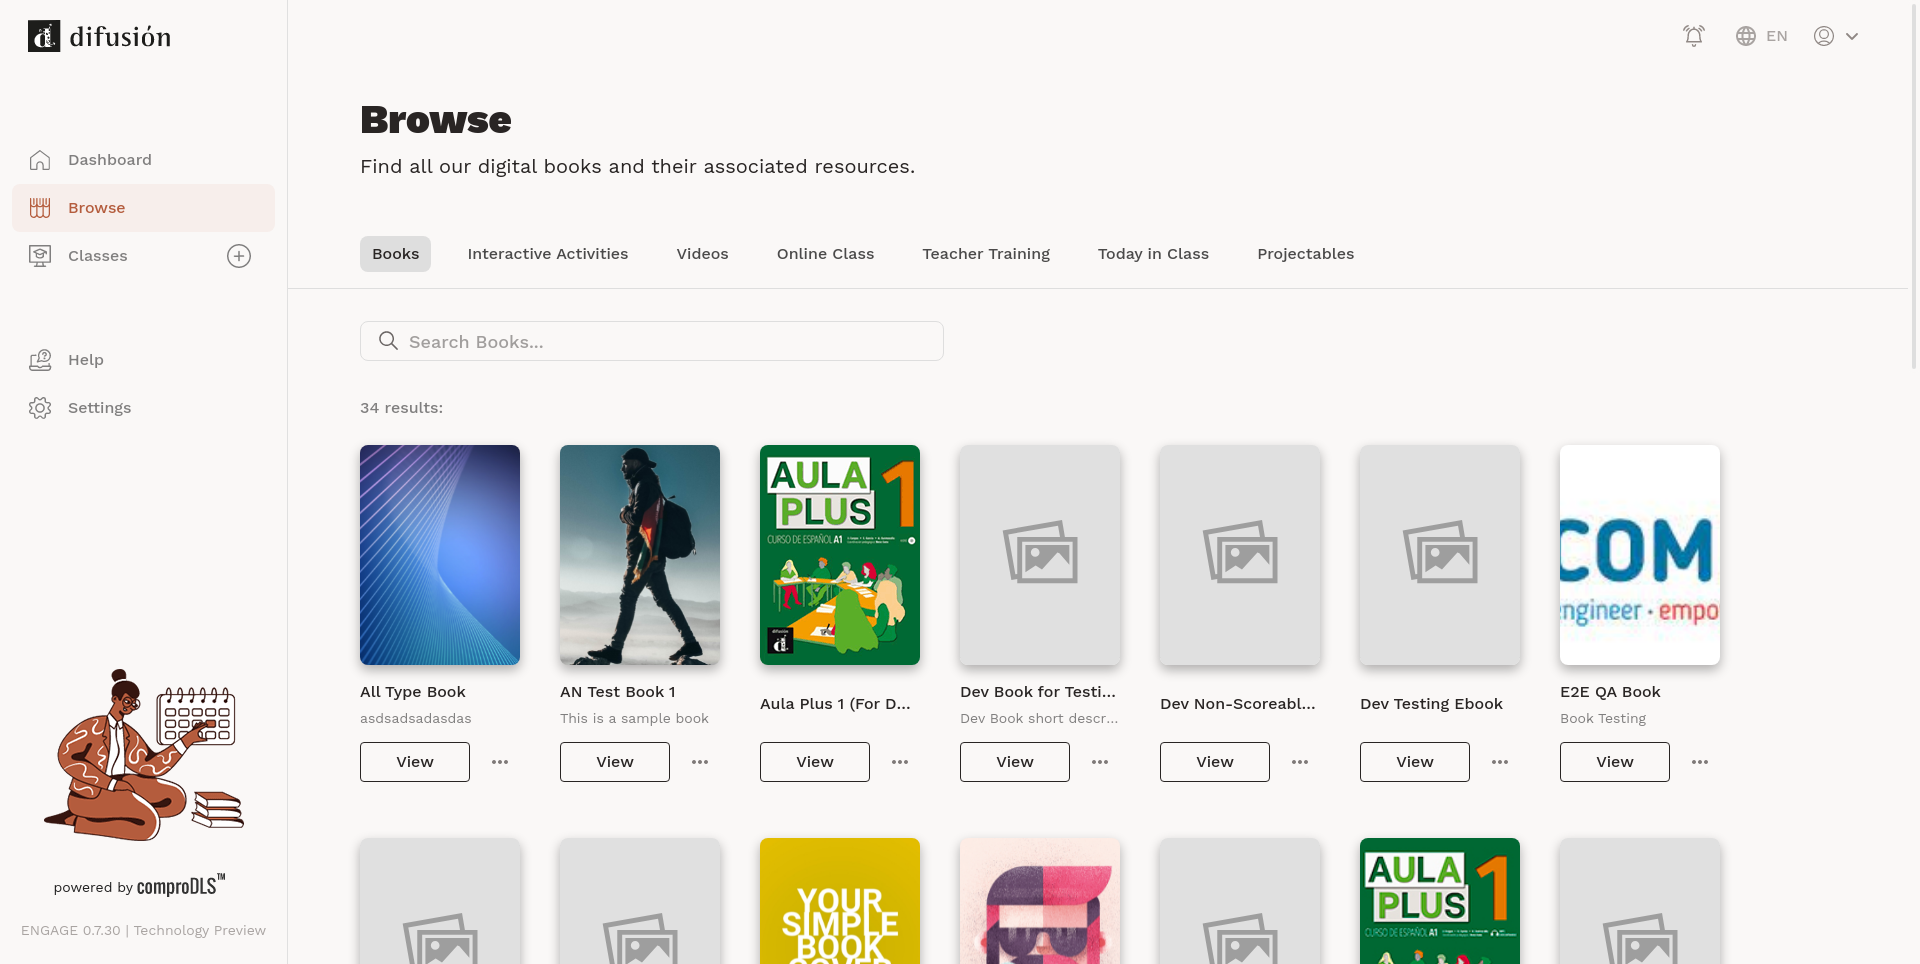 difusión
EN
Dashboard
Browse
Classes
Help
Settings
powered by comproDLS™
ENGAGE 0.7.30 | Technology Preview
Browse
Find all our digital books and their associated resources.
Books Interactive Activities Videos Online Class Teacher Training Today in Class Projectables
Search Books...
34 results:
AULA
PLUS 1
CURSO DE ESPAÑOL A1
difusión
COM
engineer · empo
All Type Book
asdsadsadasdas
View
AN Test Book 1
This is a sample book
View
Aula Plus 1 (For D...
View
Dev Book for Testi...
Dev Book short descr...
View
Dev Non-Scoreabl...
View
Dev Testing Ebook
View
E2E QA Book
Book Testing
View
YOUR
SIMPLE
BOOK
COVER
AULA
PLUS 1
CURSO DE ESPAÑOL A1